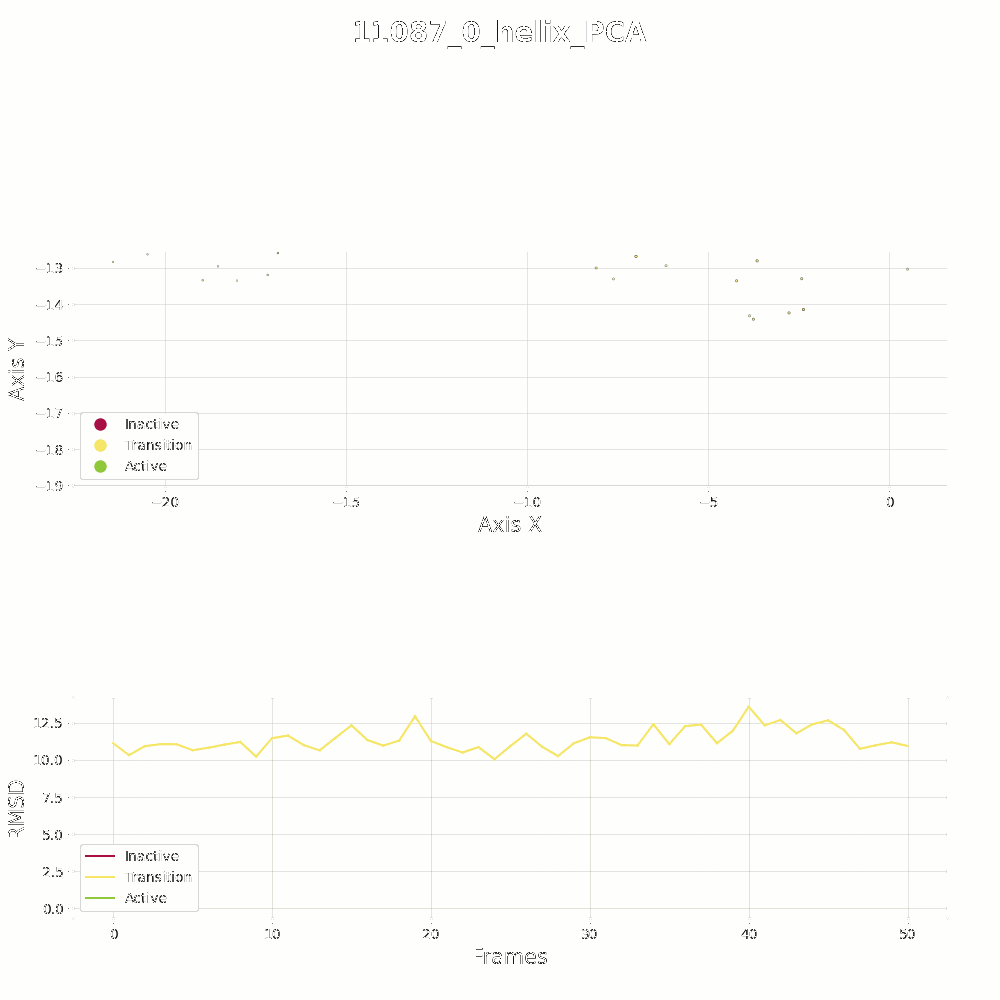 11087_0_helix_PCA
−1.3
−1.4
−1.5
−1.6
−1.7
−1.8
−1.9
Axis Y
Inactive
Transition
Active
−20
−15
−10
−5
0
Axis X
12.5
10.0
7.5
5.0
2.5
0.0
RMSD
Inactive
Transition
Active
0
10
20
30
40
50
Frames